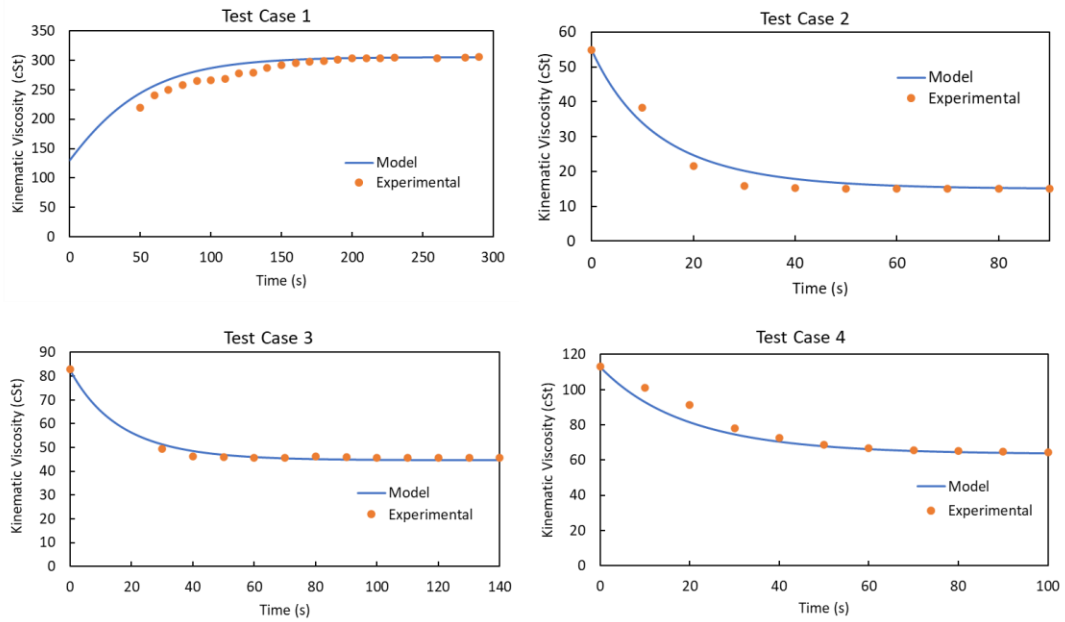 Test Case 1
Kinematic Viscosity (cSt)
350
300
250
200
150
100
50
0
0 50 100 150 200 250 300
Time (s)
Model
Experimental
Test Case 2
Kinematic Viscosity (cSt)
60
50
40
30
20
10
0
0 20 40 60 80
Time (s)
Model
Experimental
Test Case 3
Kinematic Viscosity (cSt)
90
80
70
60
50
40
30
20
10
0
0 20 40 60 80 100 120 140
Time (s)
Model
Experimental
Test Case 4
Kinematic Viscosity (cSt)
120
100
80
60
40
20
0
0 20 40 60 80 100
Time (s)
Model
Experimental